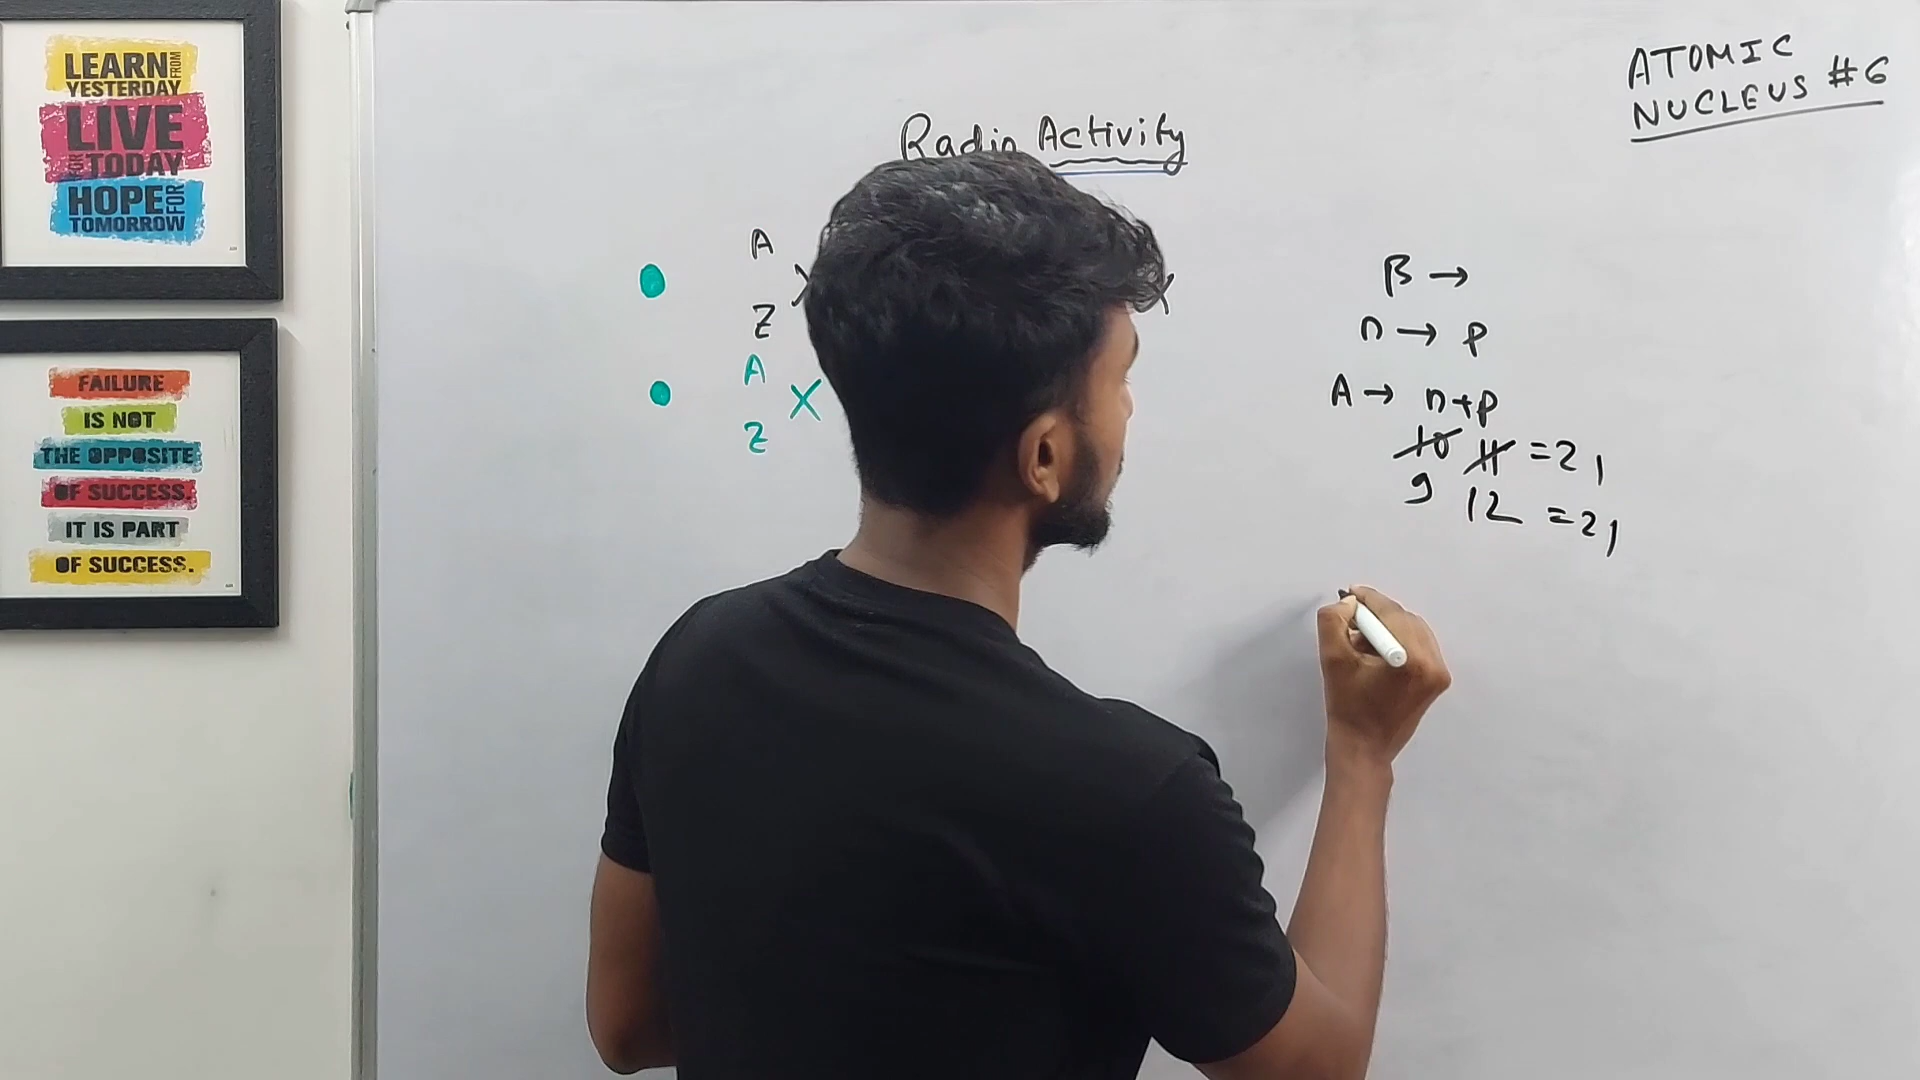 LEARN FROM
YESTERDAY
LIVE
FOR TODAY
HOPE FOR
TOMORROW
FAILURE
IS NOT
THE OPPOSITE
OF SUCCESS.
IT IS PART
OF SUCCESS.
ATOMIC
NUCLEUS #6
Radio Activity
A
Z
A
X
Z
β →
n → p
A → n+p
10 11 = 21
9 12 = 21